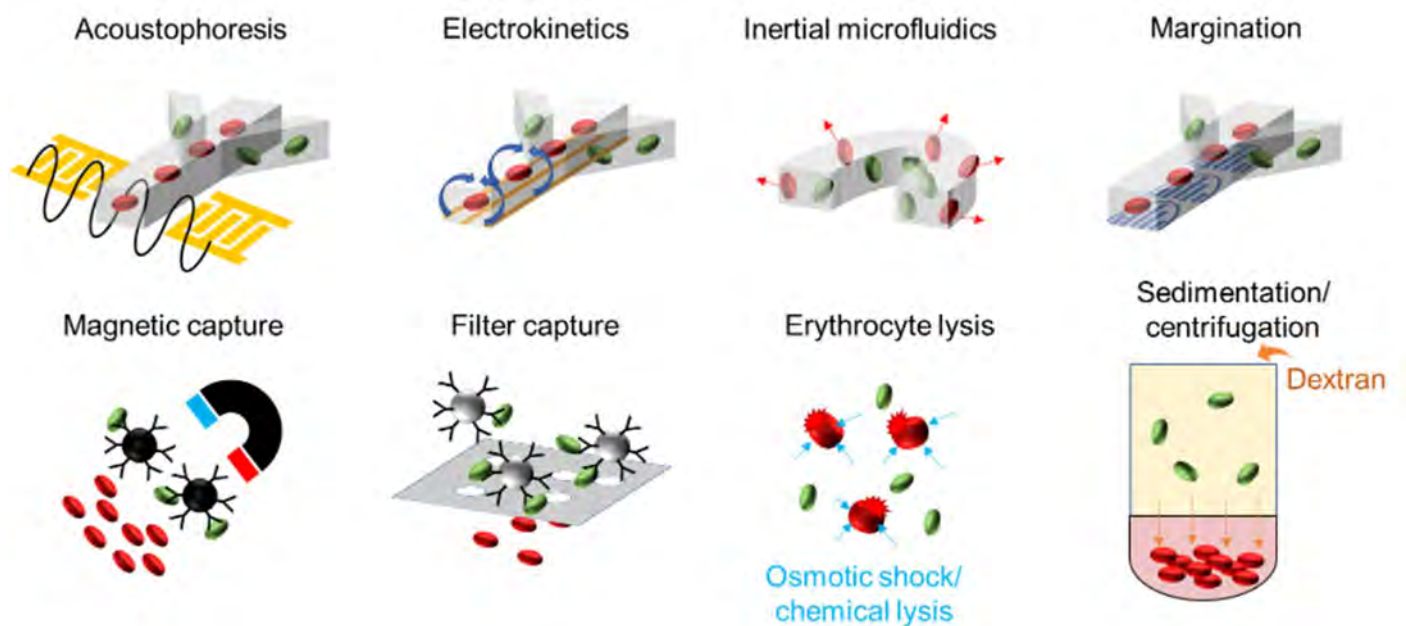 Acoustophoresis
Electrokinetics
Inertial microfluidics
Margination
Magnetic capture
Filter capture
Erythrocyte lysis
Sedimentation/
centrifugation
Dextran
Osmotic shock/
chemical lysis